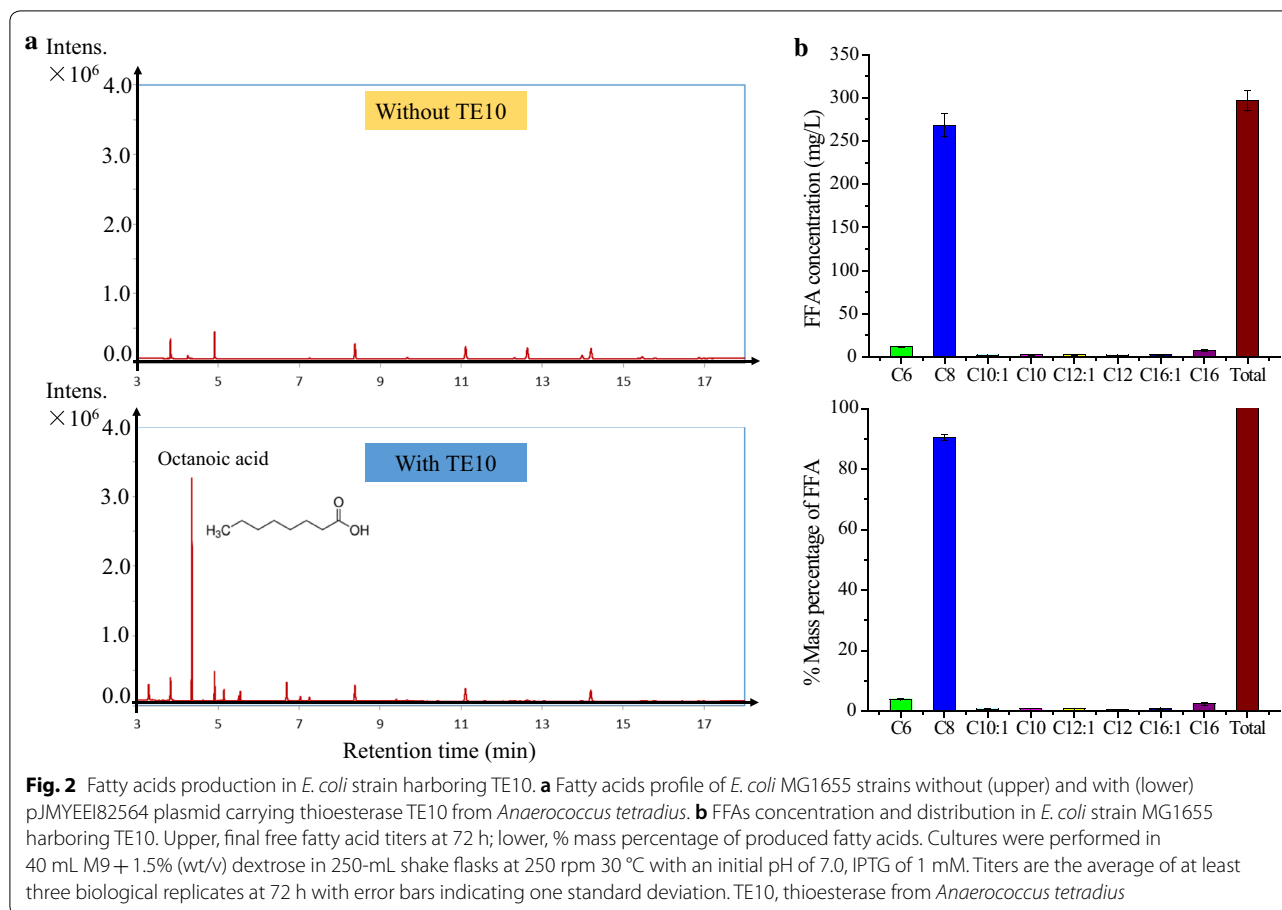 a
Intens.
×10⁶
4.0
3.0
2.0
1.0
0.0
Without TE10
3 5 7 9 11 13 15 17
Intens.
×10⁶
4.0
3.0
2.0
1.0
0.0
Octanoic acid
With TE10
H₃C
O
OH
3 5 7 9 11 13 15 17
Retention time (min)
b
FFA concentration (mg/L)
350
300
250
200
150
100
50
0
C6 C8 C10:1 C10 C12:1 C12 C16:1 C16 Total
% Mass percentage of FFA
100
80
60
40
20
0
C6 C8 C10:1 C10 C12:1 C12 C16:1 C16 Total
Fig. 2 Fatty acids production in E. coli strain harboring TE10. a Fatty acids profile of E. coli MG1655 strains without (upper) and with (lower)
pJMYEEI82564 plasmid carrying thioesterase TE10 from Anaerococcus tetradius. b FFAs concentration and distribution in E. coli strain MG1655
harboring TE10. Upper, final free fatty acid titers at 72 h; lower, % mass percentage of produced fatty acids. Cultures were performed in
40 mL M9 + 1.5% (wt/v) dextrose in 250-mL shake flasks at 250 rpm 30 °C with an initial pH of 7.0, IPTG of 1 mM. Titers are the average of at least
three biological replicates at 72 h with error bars indicating one standard deviation. TE10, thioesterase from Anaerococcus tetradius